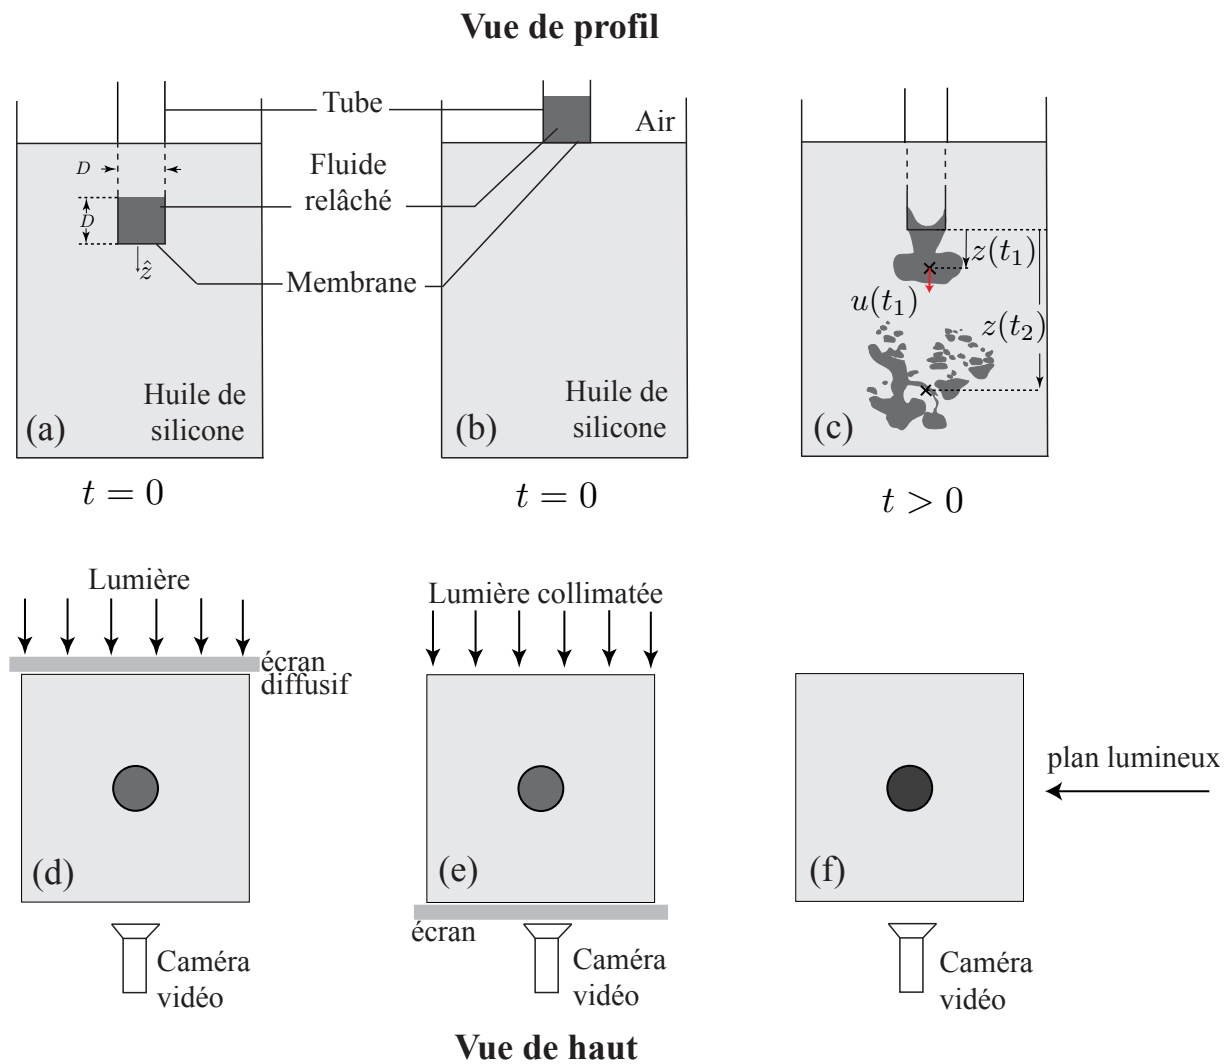 Vue de profil
Tube
Air
D
Fluide
relâché
D
ẑ
Membrane
z(t₁)
u(t₁)
z(t₂)
Huile de
silicone
(a)
Huile de
silicone
(b)
(c)
t = 0
t = 0
t > 0
Lumière
écran
diffusif
Lumière collimatée
plan lumineux
(d)
(e)
(f)
écran
Caméra
vidéo
Caméra
vidéo
Caméra
vidéo
Vue de haut